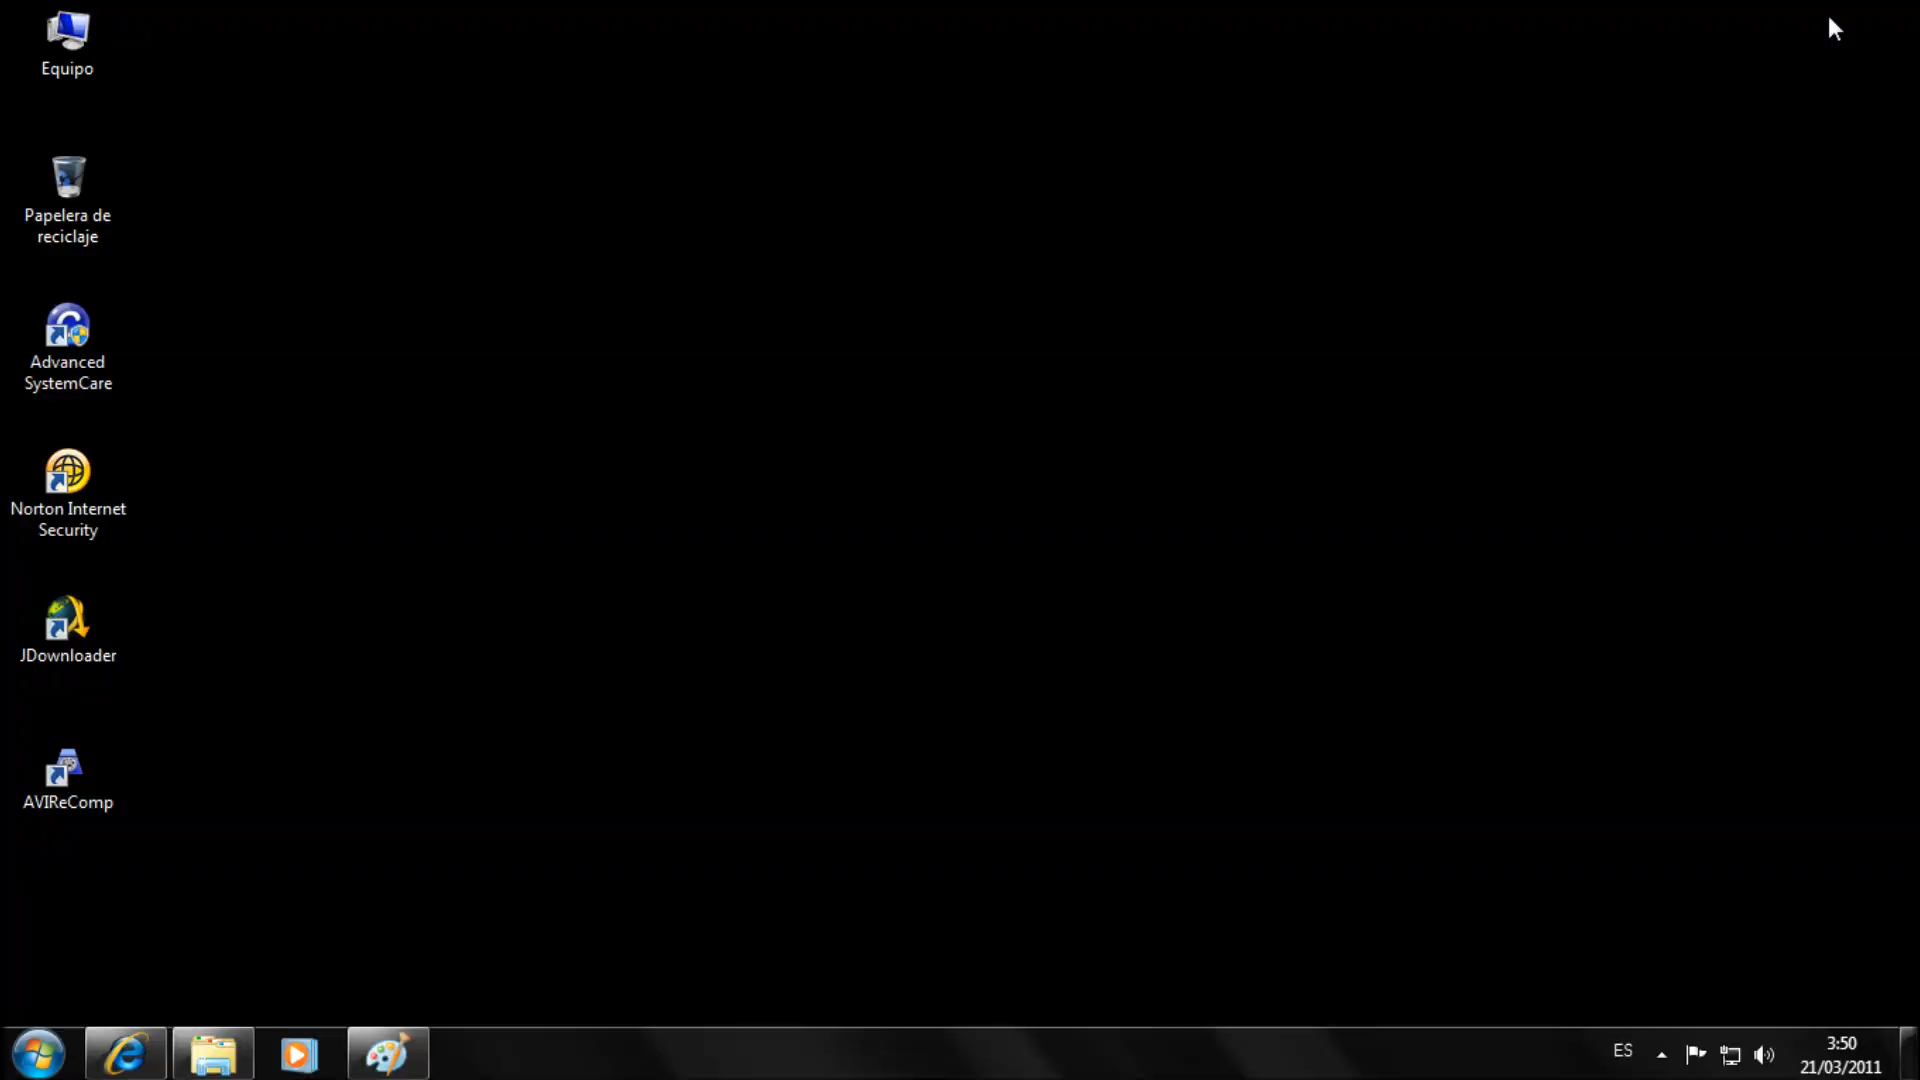 Equipo
Papelera de
reciclaje
Advanced
SystemCare
Norton Internet
Security
JDownloader
AVIReComp
ES
3:50
21/03/2011